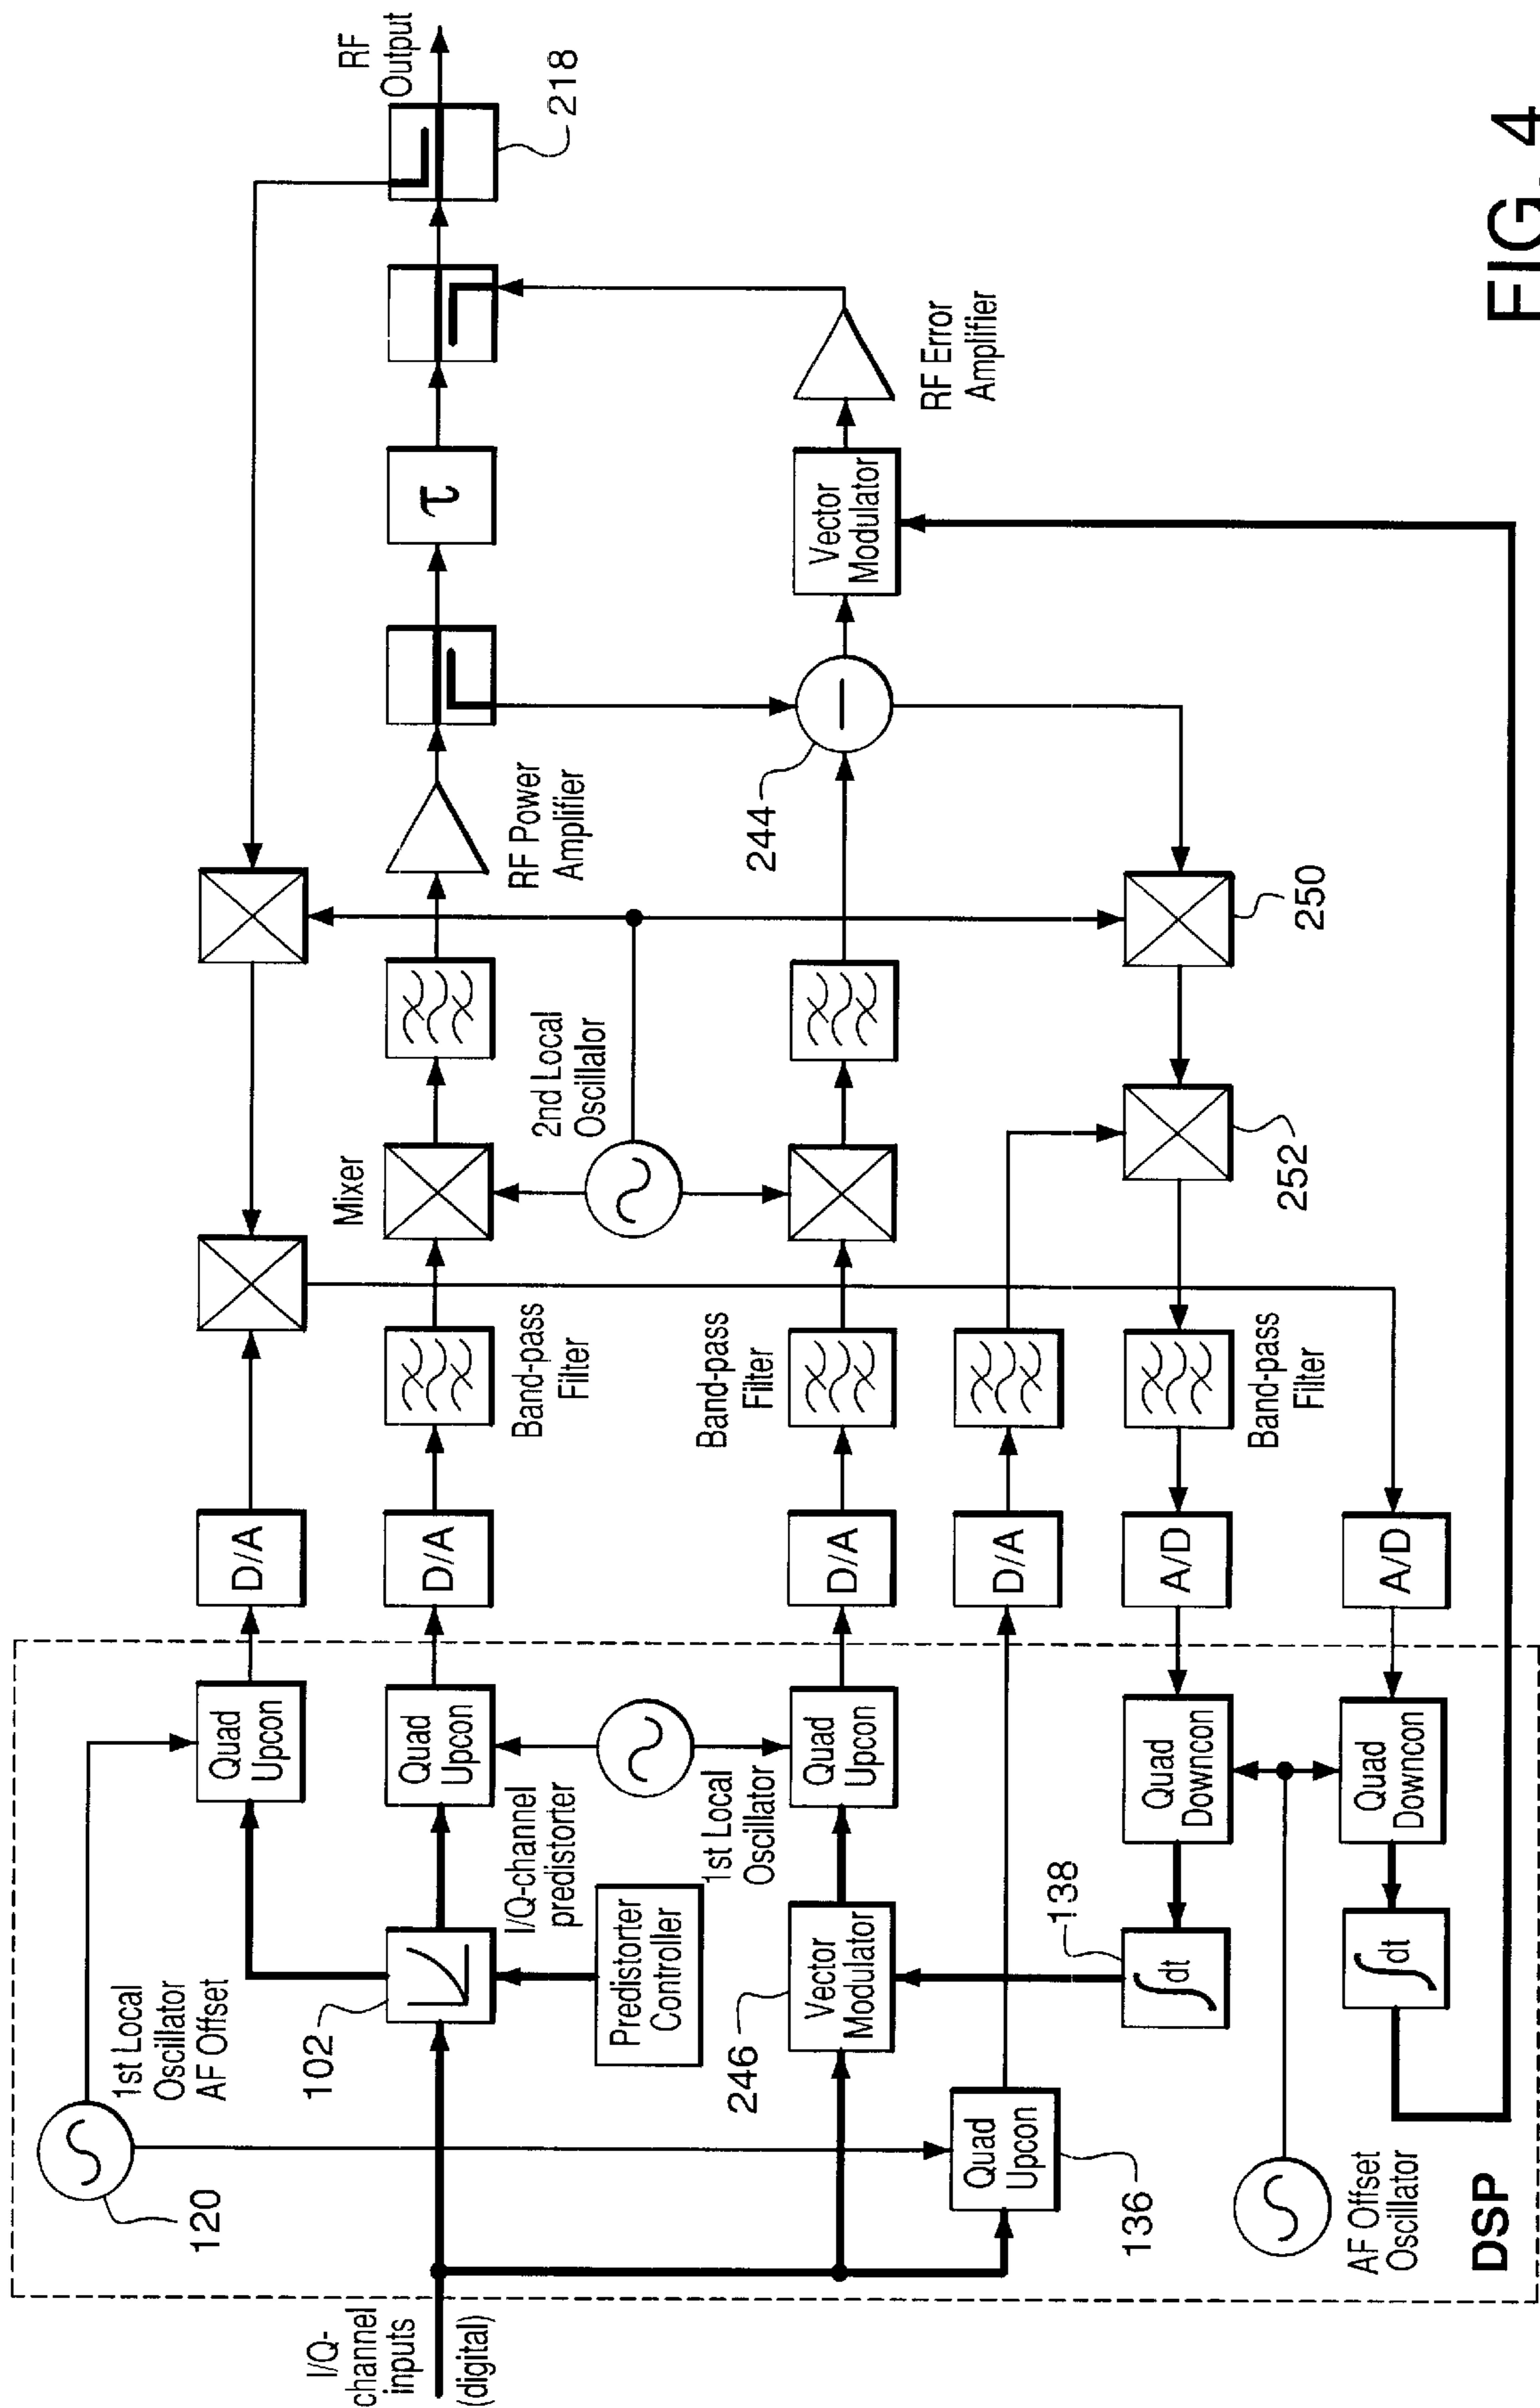 RF
Output
218
Mixer
RF Power
Amplifier
2nd Local
Oscillalor
244
RF Error
Amplifier
τ
Vector
Modulator
250
252
Band-pass
Filter
Band-pass
Filter
Band-pass
Filter
D/A
D/A
D/A
D/A
A/D
A/D
Quad
Upcon
Quad
Upcon
Quad
Upcon
Quad
Downcon
Quad
Downcon
1st Local
Oscillator
AF Offset
120
102
I/Q-channel
predistorter
Predistorter
Controller
1st Local
Oscillator
246
Vector
Modulator
138
∫dt
∫dt
Quad
Upcon
136
AF Offset
Oscillator
DSP
I/Q-
channel
inputs
(digital)
FIG. 4